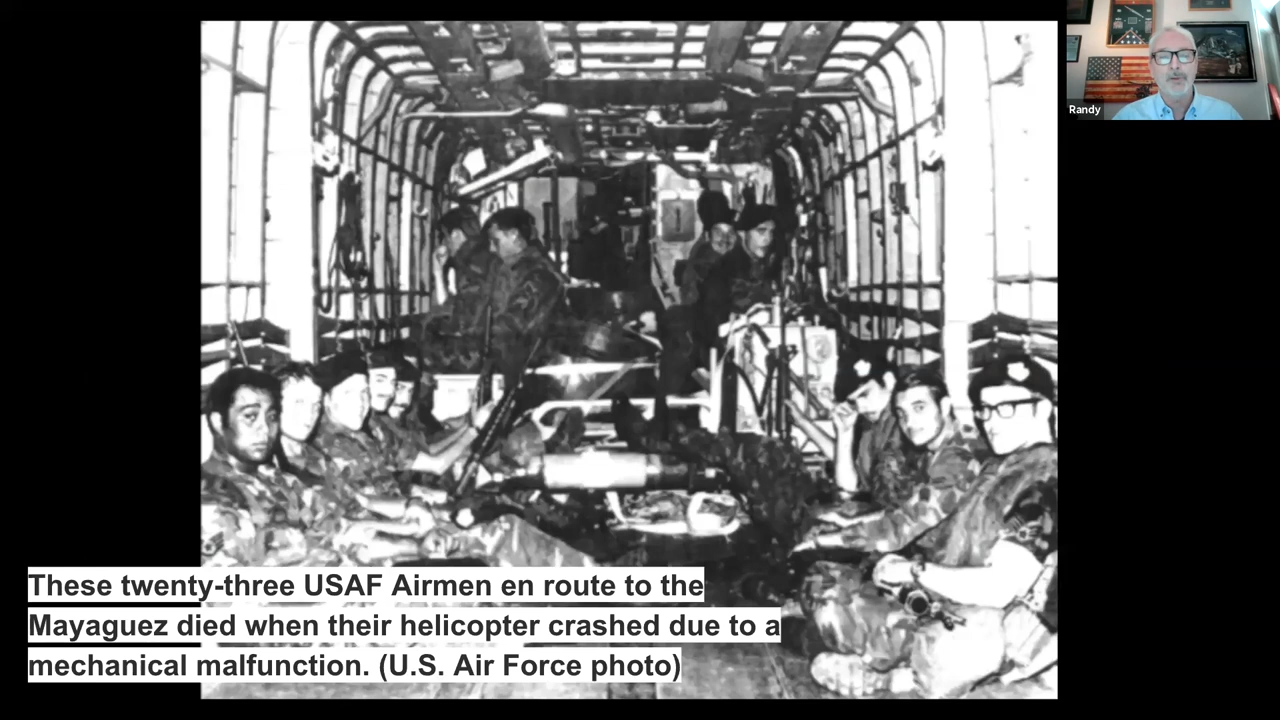 Randy
These twenty-three USAF Airmen en route to the
Mayaguez died when their helicopter crashed due to a
mechanical malfunction. (U.S. Air Force photo)